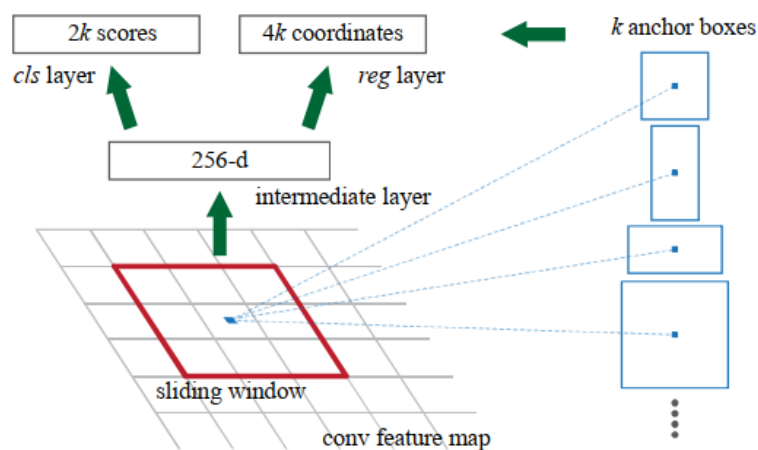 2k scores
4k coordinates
k anchor boxes
cls layer
reg layer
256-d
intermediate layer
sliding window
conv feature map